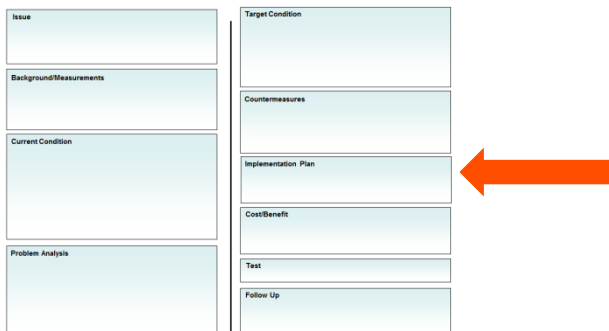 Issue
Background/Measurements
Current Condition
Problem Analysis
Target Condition
Countermeasures
Implementation Plan
Cost/Benefit
Test
Follow Up